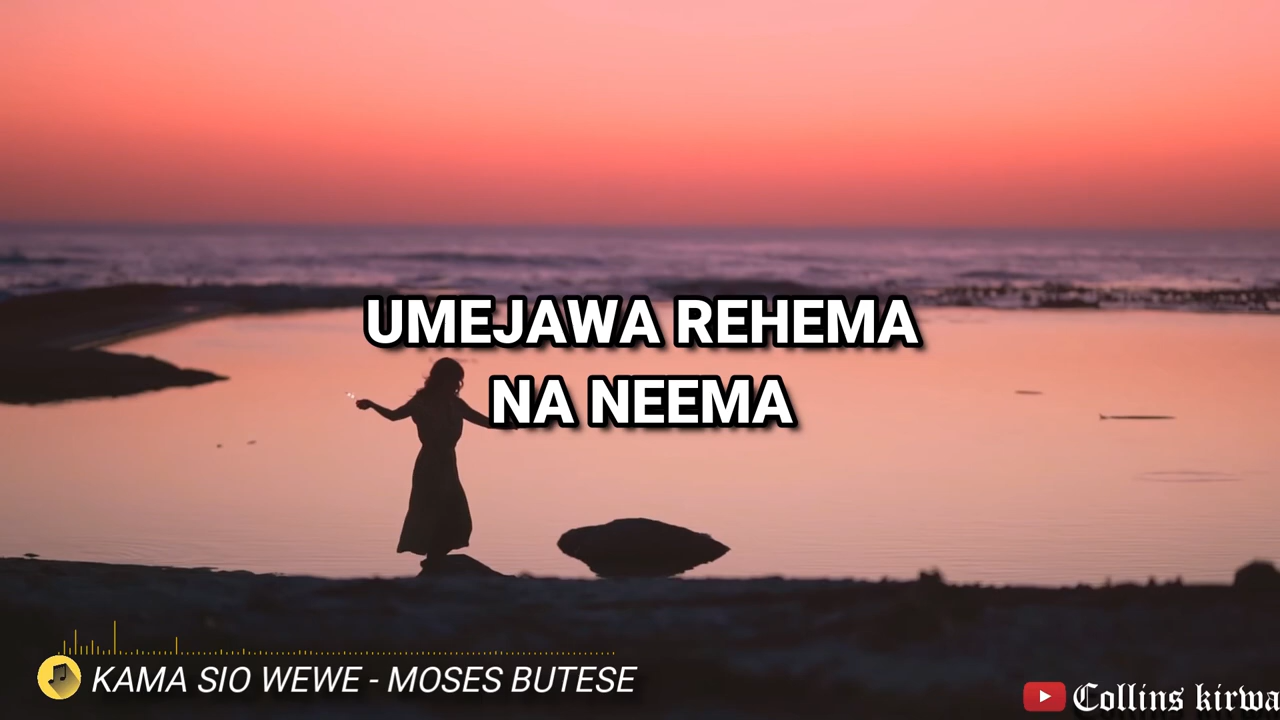 UMEJAWA REHEMA
NA NEEMA
KAMA SIO WEWE - MOSES BUTESE
Collins kirwa